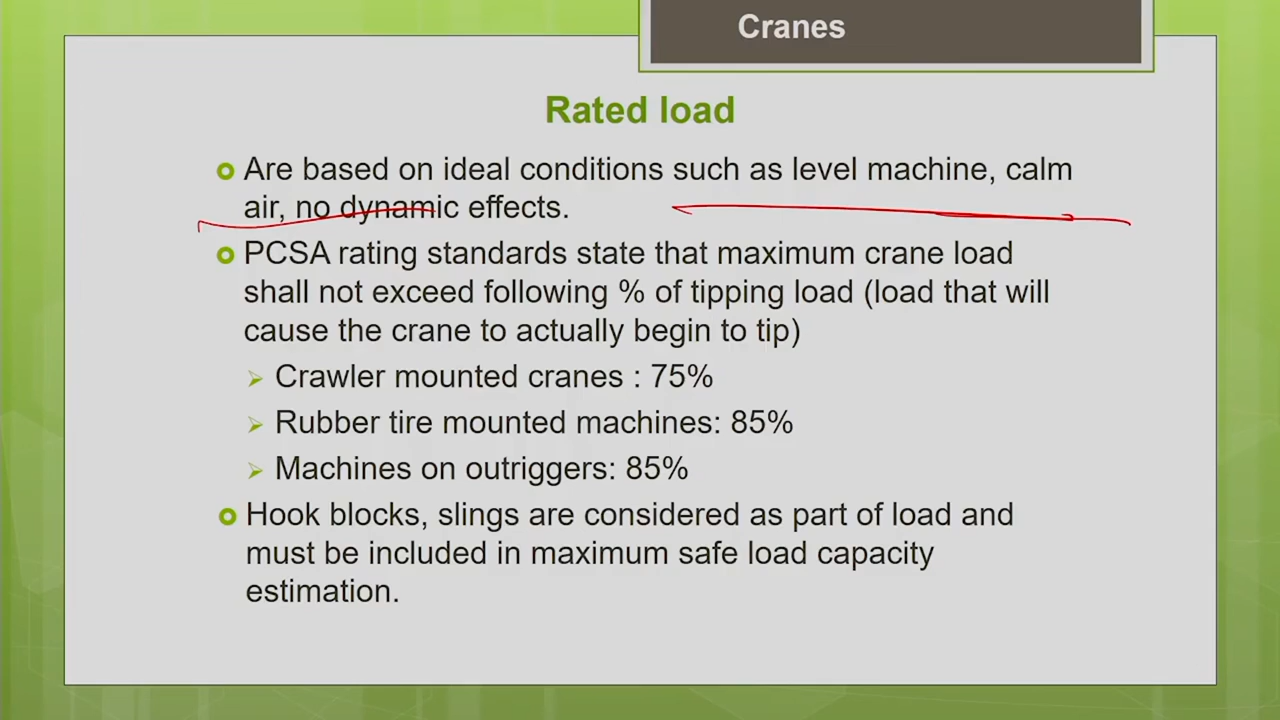 Cranes
Rated load
Are based on ideal conditions such as level machine, calm
air, no dynamic effects.
PCSA rating standards state that maximum crane load
shall not exceed following % of tipping load (load that will
cause the crane to actually begin to tip)
Crawler mounted cranes : 75%
Rubber tire mounted machines: 85%
Machines on outriggers: 85%
Hook blocks, slings are considered as part of load and
must be included in maximum safe load capacity
estimation.